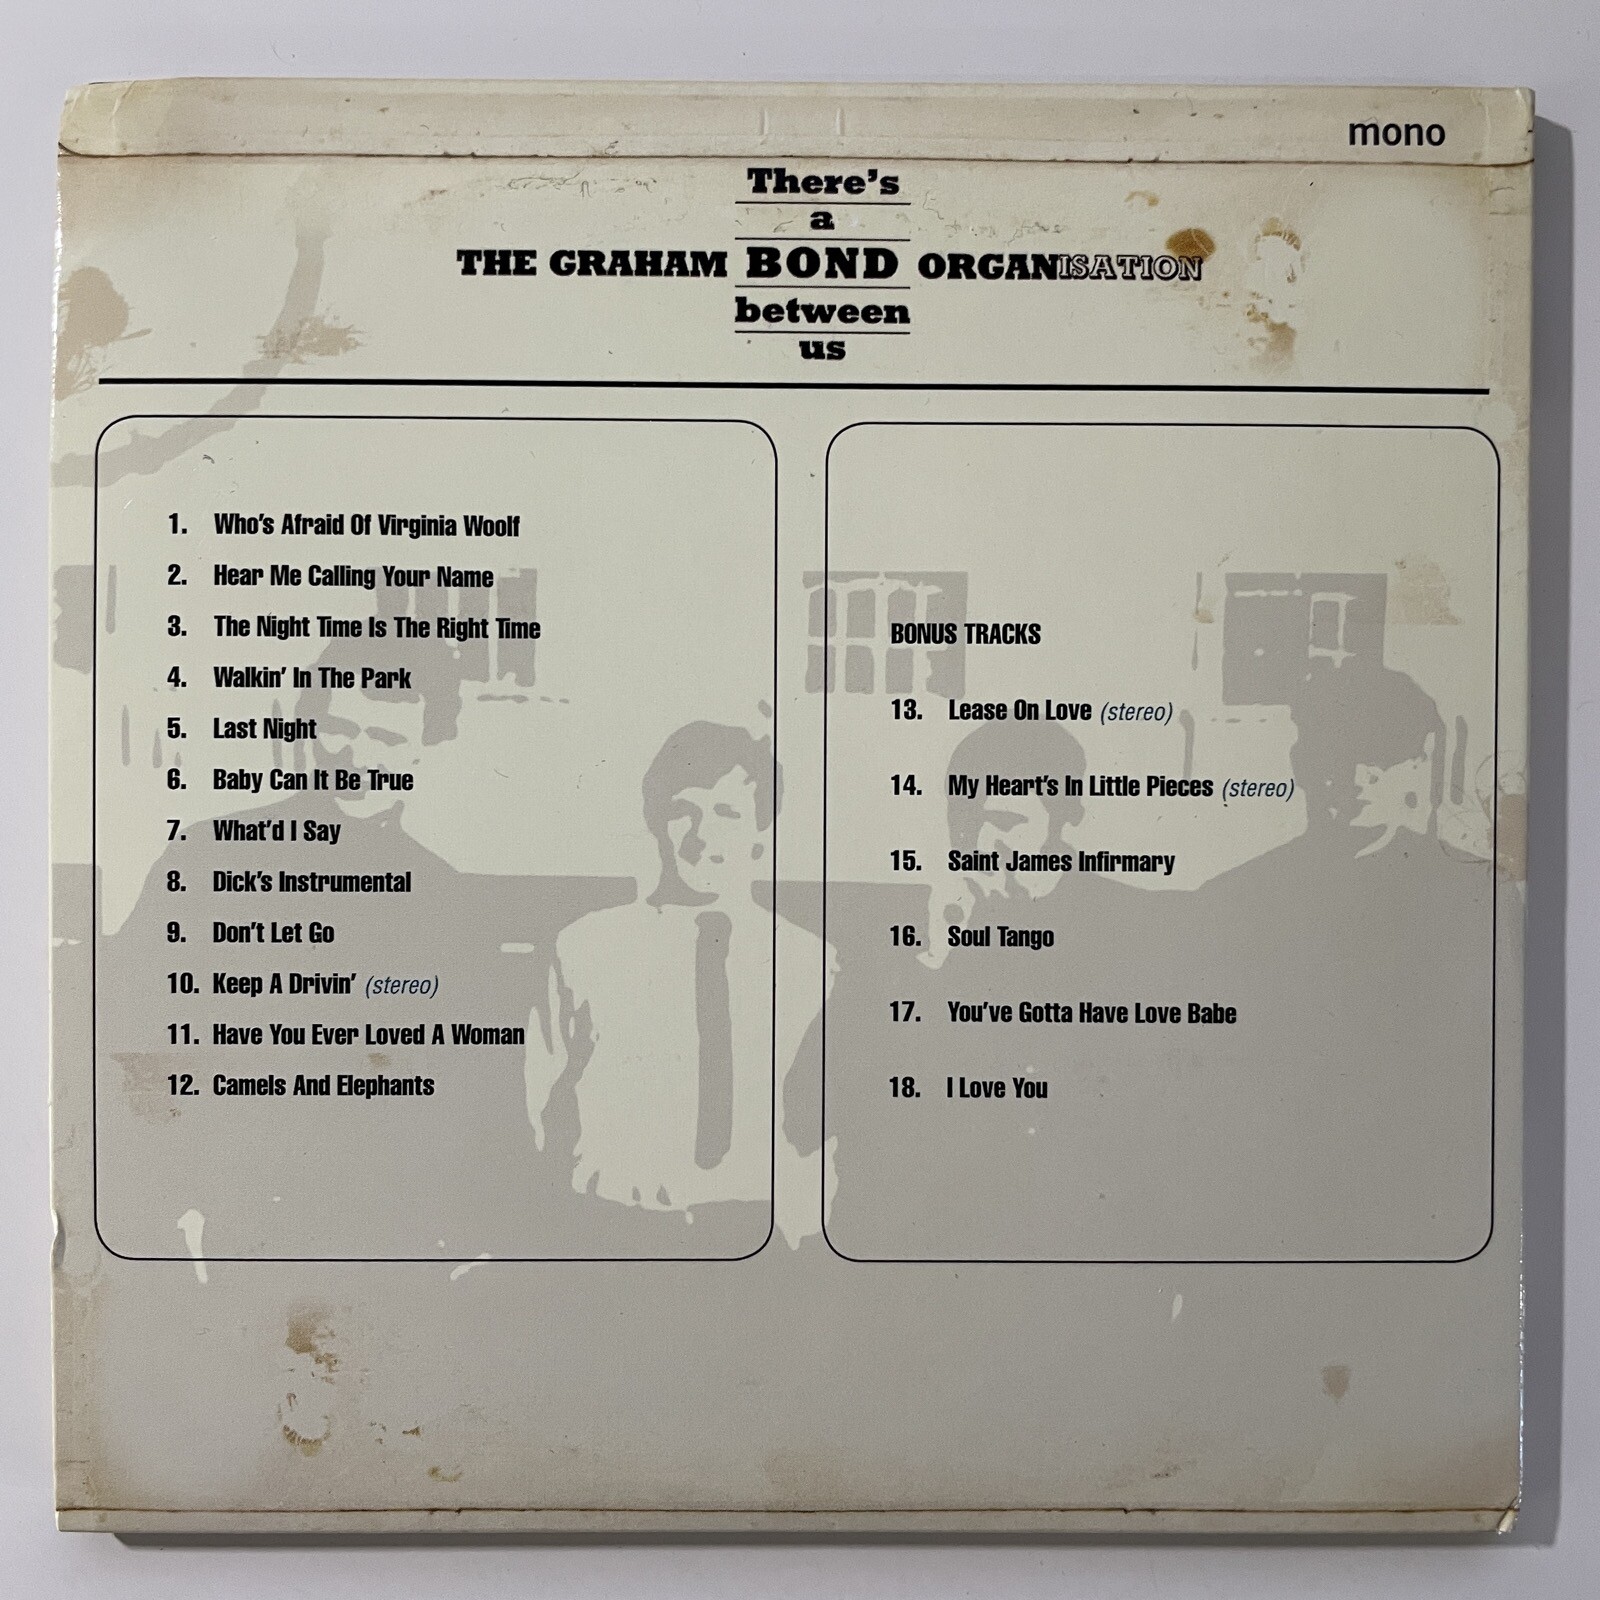 mono
There's
a
THE GRAHAM BOND ORGANISATION
between
us
1. Who's Afraid Of Virginia Woolf
2. Hear Me Calling Your Name
3. The Night Time Is The Right Time
4. Walkin' In The Park
5. Last Night
6. Baby Can It Be True
7. What'd I Say
8. Dick's Instrumental
9. Don't Let Go
10. Keep A Drivin' (stereo)
11. Have You Ever Loved A Woman
12. Camels And Elephants
BONUS TRACKS
13. Lease On Love (stereo)
14. My Heart's In Little Pieces (stereo)
15. Saint James Infirmary
16. Soul Tango
17. You've Gotta Have Love Babe
18. I Love You